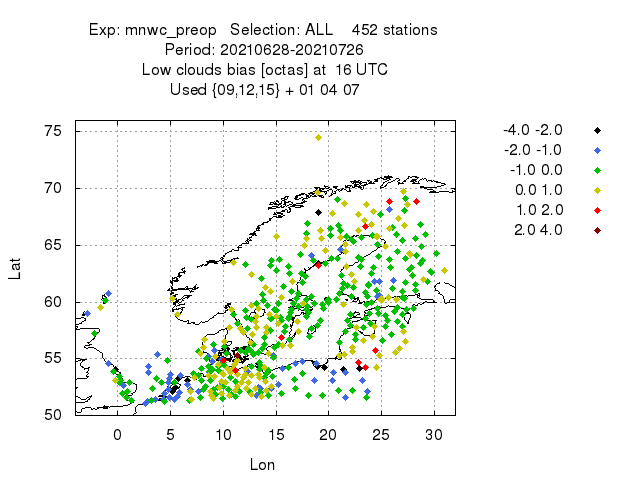 Exp: mnwc_preop Selection: ALL 452 stations
Period: 20210628-20210726
Low clouds bias [octas] at 16 UTC
Used {09,12,15} + 01 04 07
-4.0 -2.0
-2.0 -1.0
-1.0 0.0
0.0 1.0
1.0 2.0
2.0 4.0
75
70
65
60
55
50
Lat
0 5 10 15 20 25 30
Lon